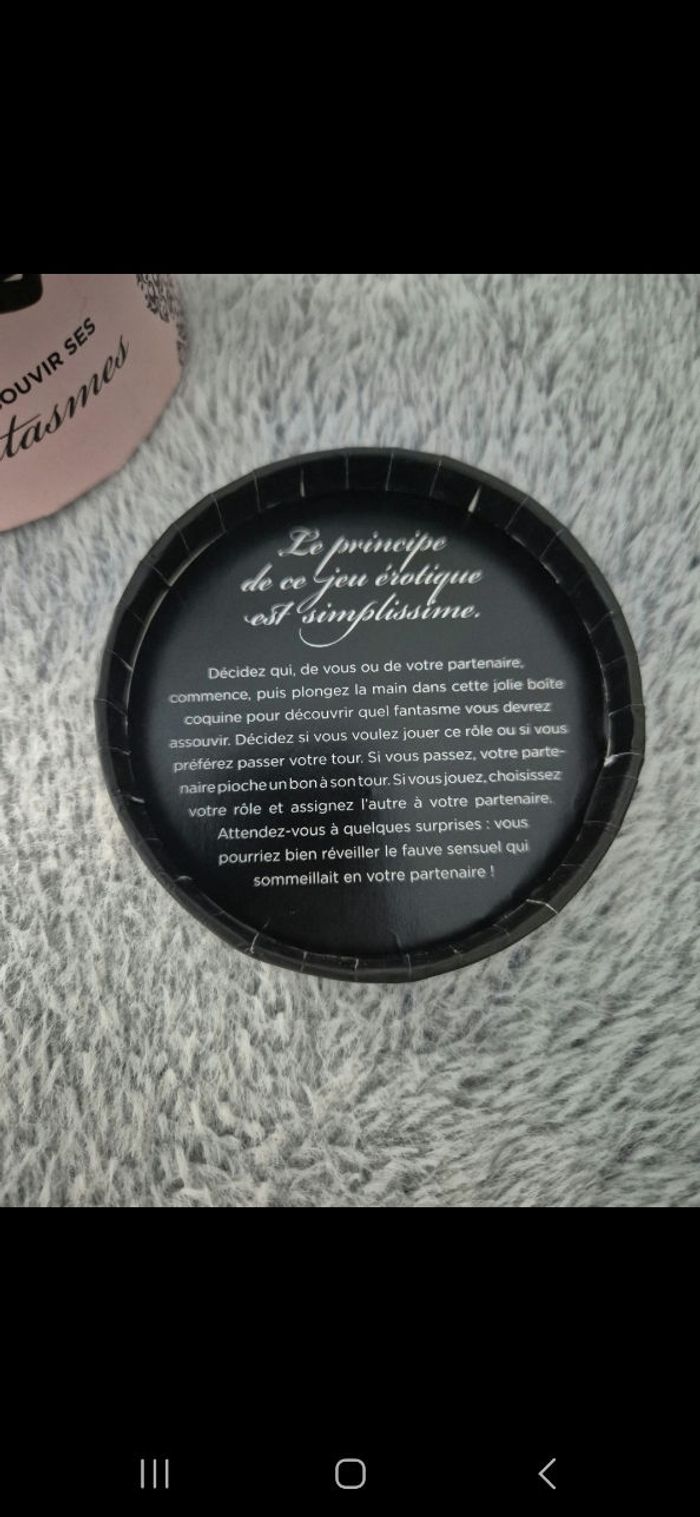 OUVIR SES
tasmes
Le principe
de ce jeu érotique
est simplissime.
Décidez qui, de vous ou de votre partenaire,
commence, puis plongez la main dans cette jolie boîte
coquine pour découvrir quel fantasme vous devrez
assouvir. Décidez si vous voulez jouer ce rôle ou si vous
préférez passer votre tour. Si vous passez, votre parte-
naire pioche un bon à son tour. Si vous jouez, choisissez
votre rôle et assignez l'autre à votre partenaire.
Attendez-vous à quelques surprises : vous
pourriez bien réveiller le fauve sensuel qui
sommeillait en votre partenaire !